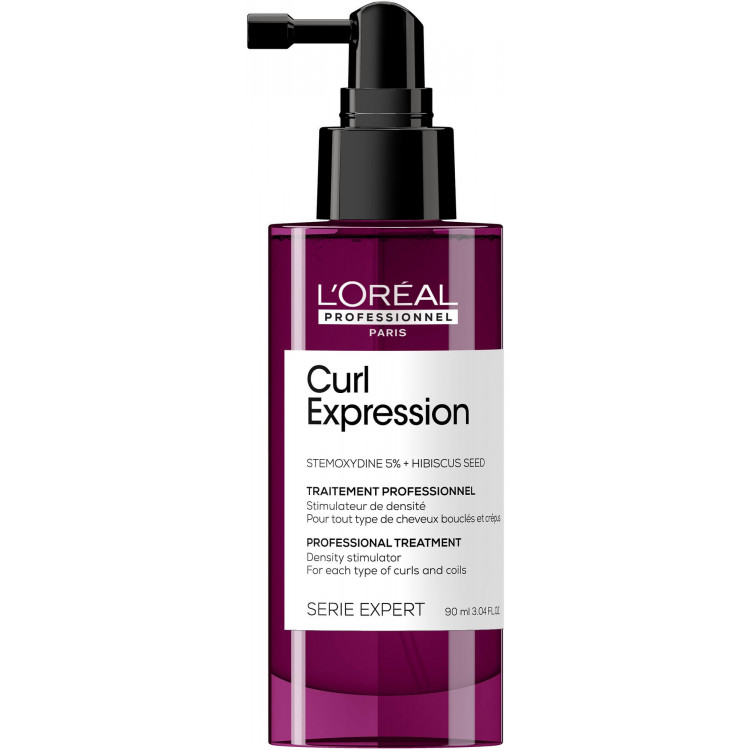 L'ORÉAL
PROFESSIONNEL
PARIS
Curl
Expression
STEMOXYDINE 5% + HIBISCUS SEED
TRAITEMENT PROFESSIONNEL
Stimulateur de densité
Pour tout type de cheveux bouclés et crépus
PROFESSIONAL TREATMENT
Density stimulator
For each type of curls and coils
SERIE EXPERT
90 ml 3.04 FL.OZ